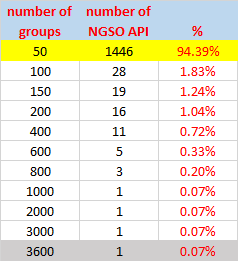 number of groups number of NGSO API %
50 1446 94.39%
100 28 1.83%
150 19 1.24%
200 16 1.04%
400 11 0.72%
600 5 0.33%
800 3 0.20%
1000 1 0.07%
2000 1 0.07%
3000 1 0.07%
3600 1 0.07%